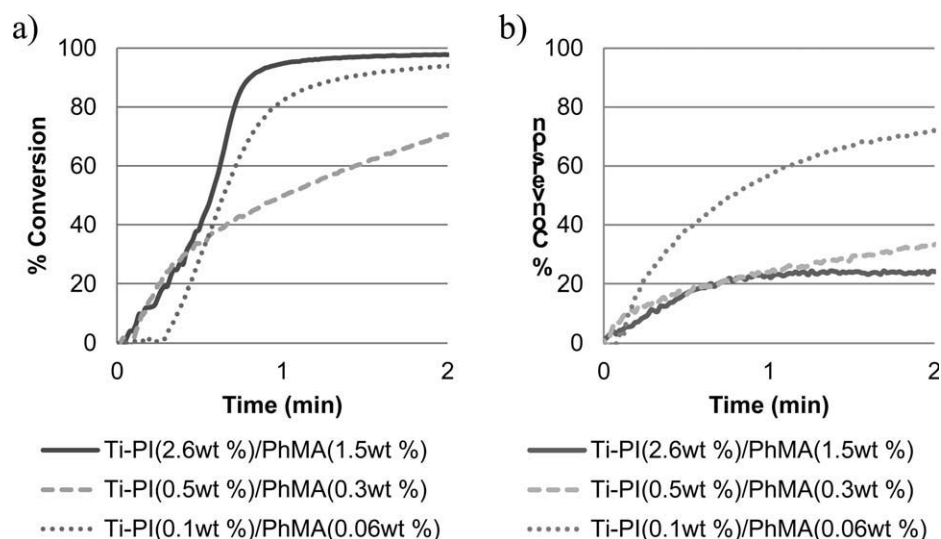 a)
100
80
60
40
20
0
% Conversion
0
1
2
Time (min)
Ti-PI(2.6wt %)/PhMA(1.5wt %)
Ti-PI(0.5wt %)/PhMA(0.3wt %)
Ti-PI(0.1wt %)/PhMA(0.06wt %)
b)
100
80
60
40
20
0
% Conversion
0
1
2
Time (min)
Ti-PI(2.6wt %)/PhMA(1.5wt %)
Ti-PI(0.5wt %)/PhMA(0.3wt %)
Ti-PI(0.1wt %)/PhMA(0.06wt %)